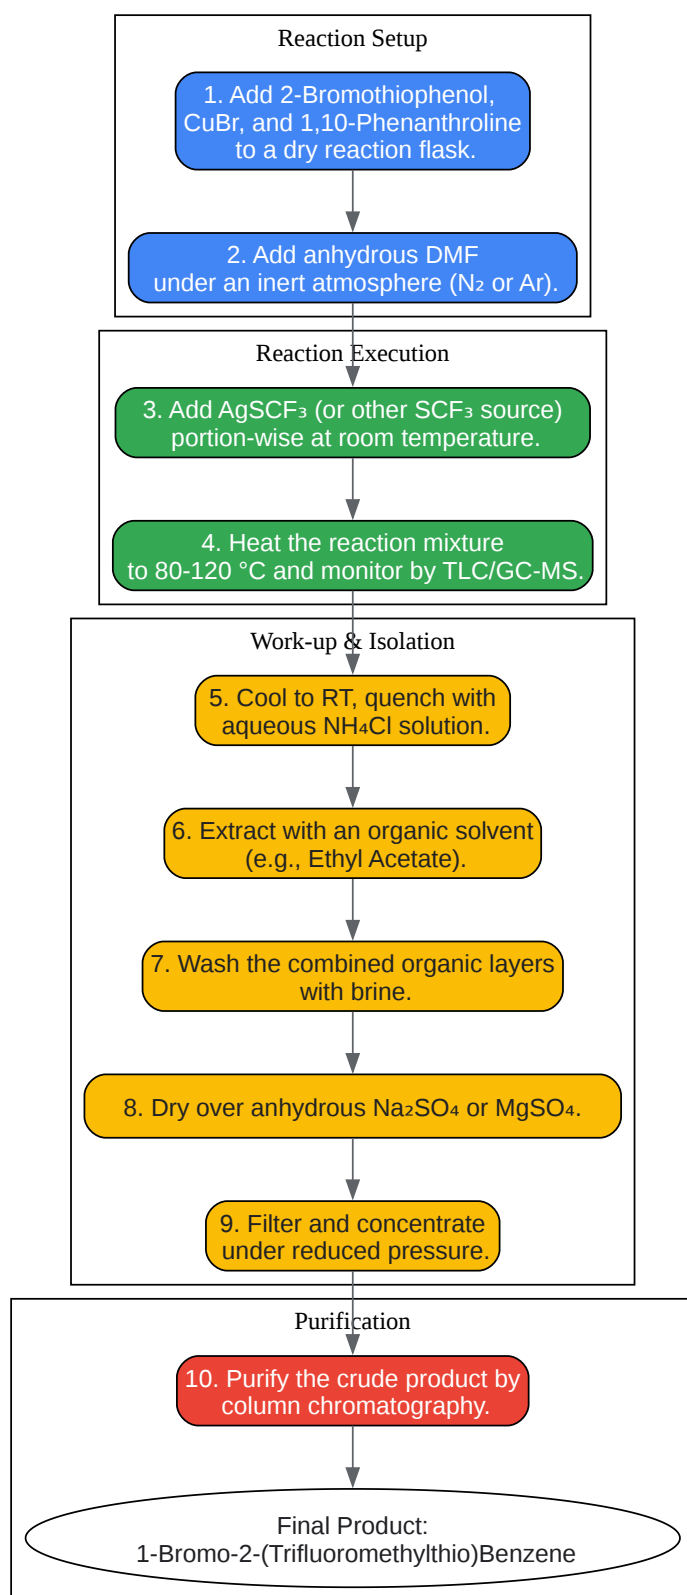 Reaction Setup
1. Add 2-Bromothiophenol,
CuBr, and 1,10-Phenanthroline
to a dry reaction flask.
2. Add anhydrous DMF
under an inert atmosphere (N₂ or Ar).
Reaction Execution
3. Add AgSCF₃ (or other SCF₃ source)
portion-wise at room temperature.
4. Heat the reaction mixture
to 80-120 °C and monitor by TLC/GC-MS.
Work-up & Isolation
5. Cool to RT, quench with
aqueous NH₄Cl solution.
6. Extract with an organic solvent
(e.g., Ethyl Acetate).
7. Wash the combined organic layers
with brine.
8. Dry over anhydrous Na₂SO₄ or MgSO₄.
9. Filter and concentrate
under reduced pressure.
Purification
10. Purify the crude product by
column chromatography.
Final Product:
1-Bromo-2-(Trifluoromethylthio)Benzene